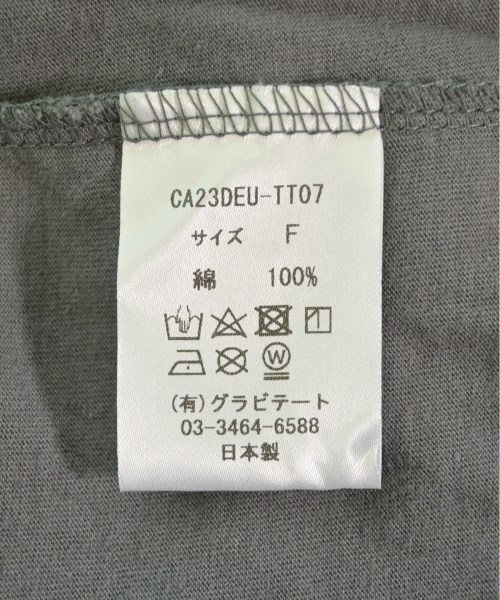 CA23DEU-TT07
サイズ F
綿 100%
W
(有)グラビテート
03-3464-6588
日本製